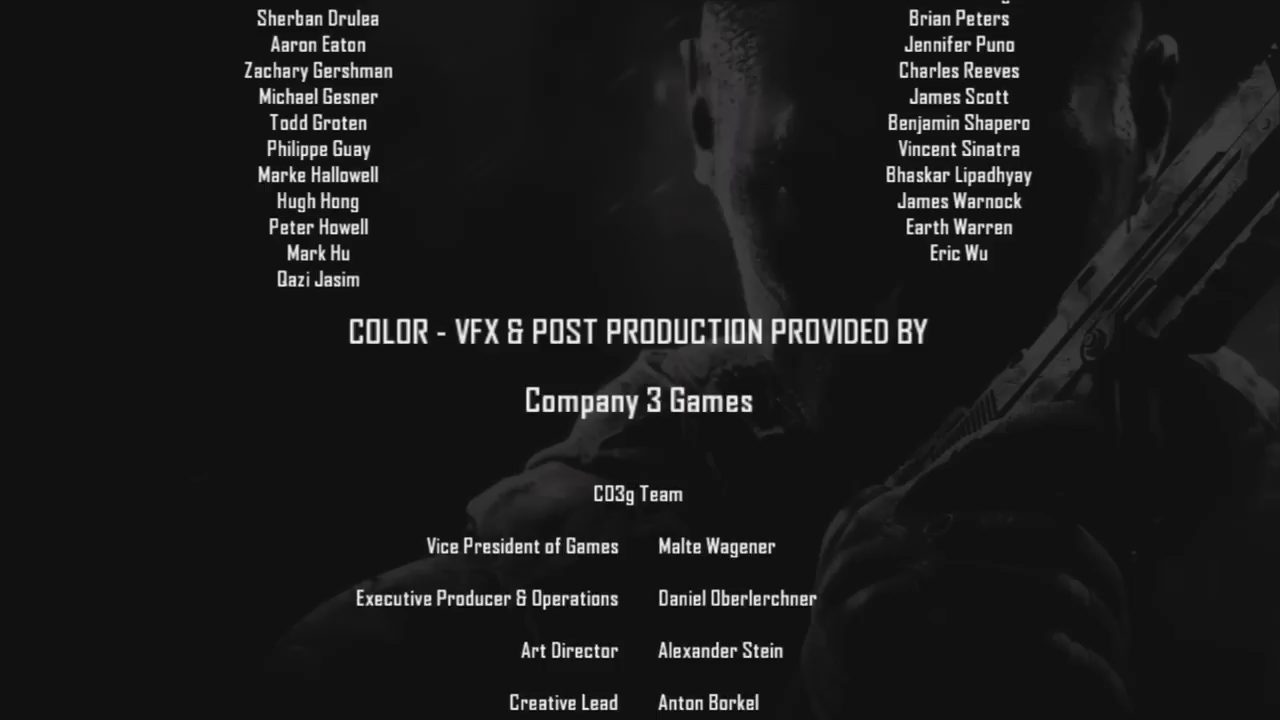 Sherban Drulea
Aaron Eaton
Zachary Gershman
Michael Gesner
Todd Groten
Philippe Guay
Marke Hallowell
Hugh Hong
Peter Howell
Mark Hu
Qazi Jasim
Brian Peters
Jennifer Puno
Charles Reeves
James Scott
Benjamin Shapero
Vincent Sinatra
Bhaskar Lipadhyay
James Warnock
Earth Warren
Eric Wu
COLOR - VFX & POST PRODUCTION PROVIDED BY
Company 3 Games
CO3g Team
Vice President of Games Malte Wagener
Executive Producer & Operations Daniel Oberlerchner
Art Director Alexander Stein
Creative Lead Anton Borkel